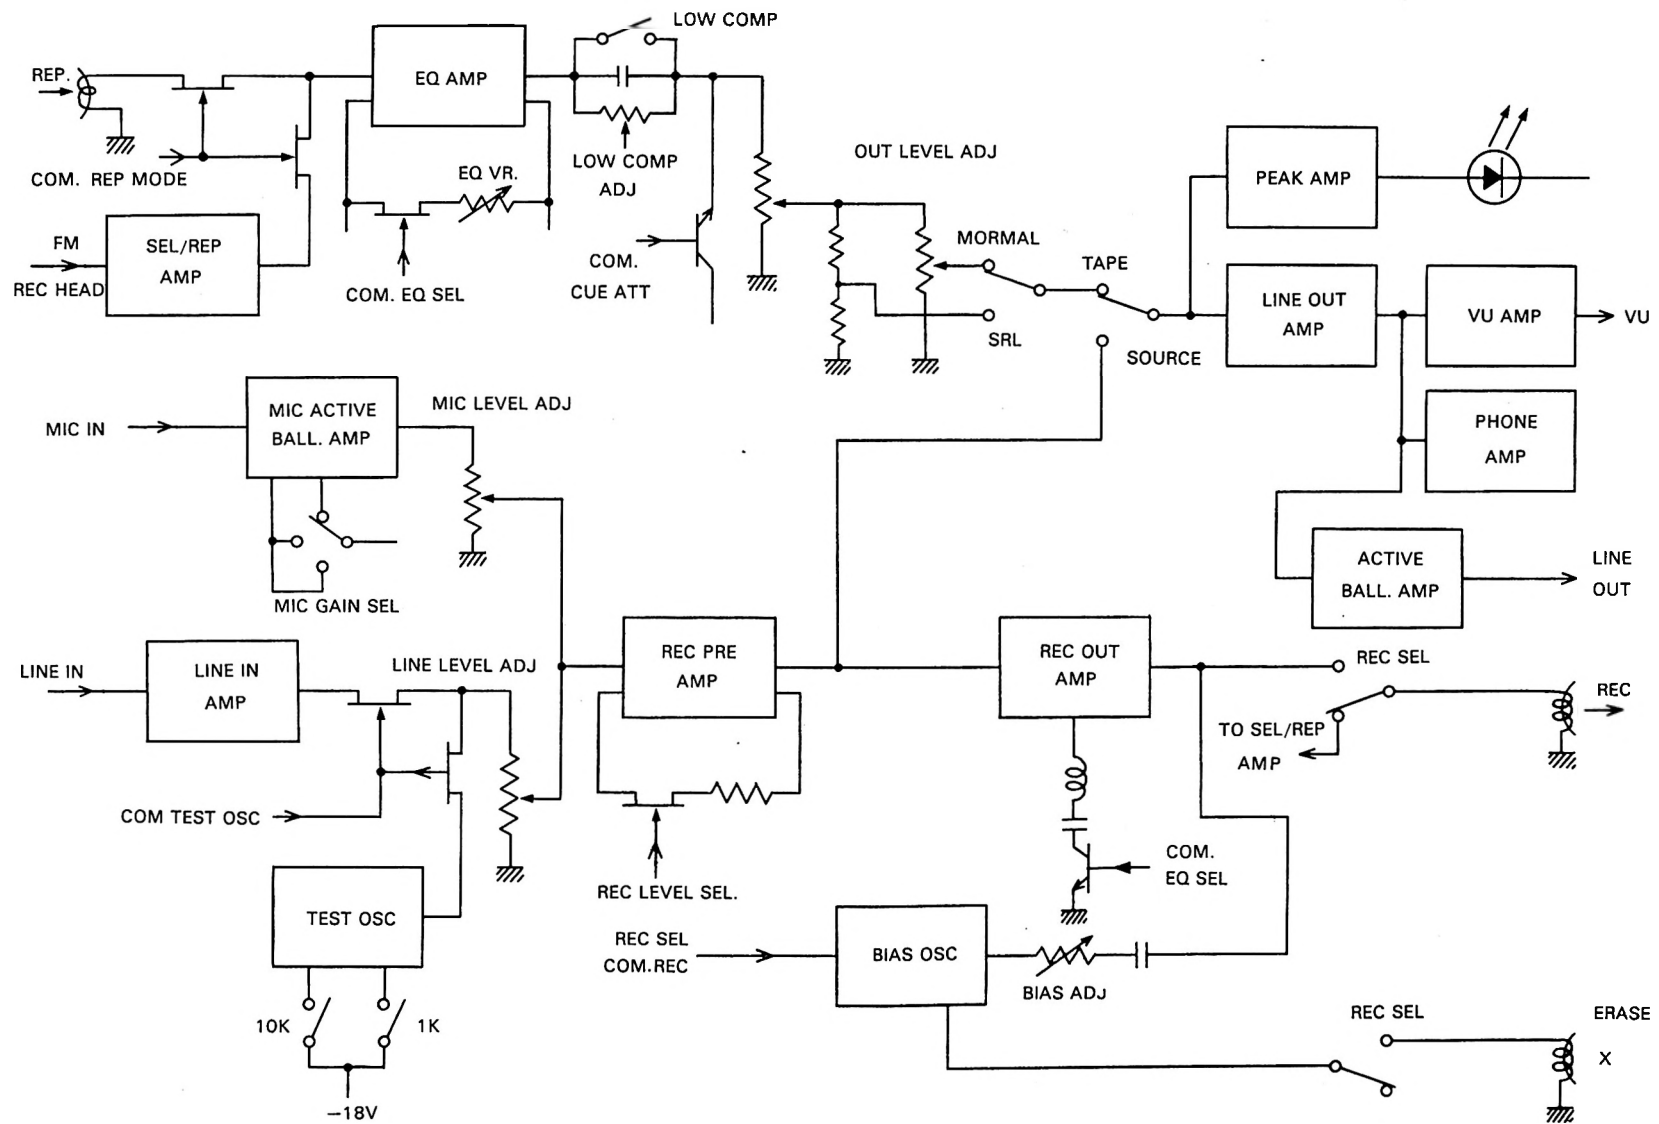 LOW COMP
REP.
EQ AMP
LOW COMP
ADJ
EQ VR.
COM. REP MODE
OUT LEVEL ADJ
PEAK AMP
FM
REC HEAD
SEL/REP
AMP
COM. EQ SEL
COM.
CUE ATT
MORMAL
TAPE
SRL
SOURCE
LINE OUT
AMP
VU AMP
VU
MIC IN
MIC ACTIVE
BALL. AMP
MIC LEVEL ADJ
PHONE
AMP
MIC GAIN SEL
ACTIVE
BALL. AMP
LINE
OUT
LINE IN
LINE IN
AMP
LINE LEVEL ADJ
REC PRE
AMP
REC OUT
AMP
REC SEL
REC
TO SEL/REP
AMP
COM TEST OSC
REC LEVEL SEL.
COM.
EQ SEL
TEST OSC
REC SEL
COM.REC
BIAS OSC
BIAS ADJ
10K
1K
−18V
REC SEL
ERASE
X